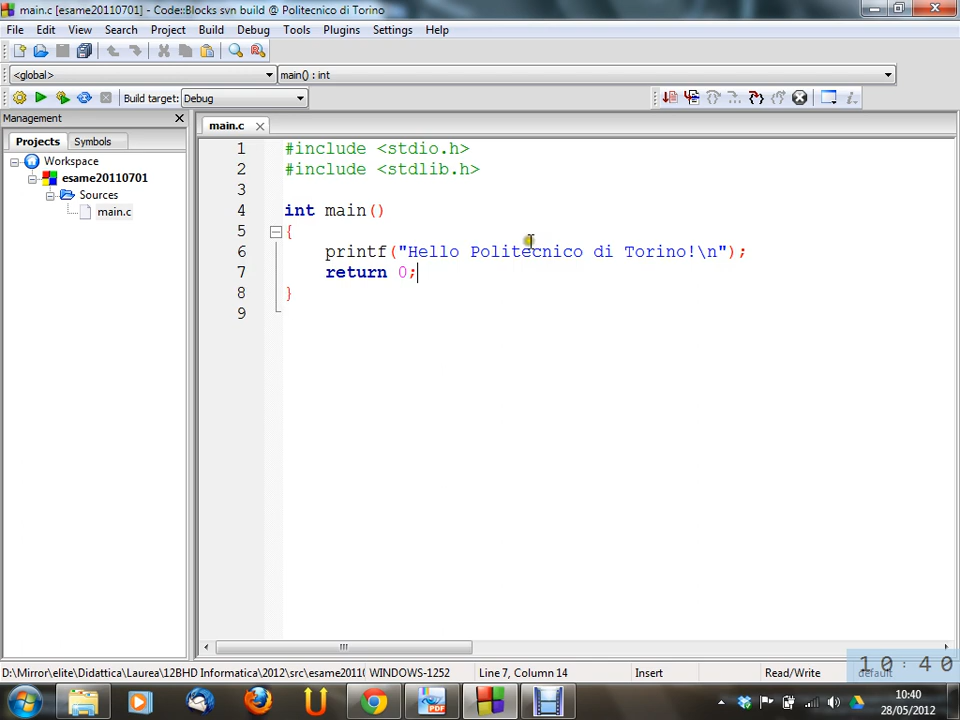 main.c [esame20110701] - Code::Blocks svn build @ Politecnico di Torino
File Edit View Search Project Build Debug Tools Plugins Settings Help
<global> main() : int
Build target: Debug
Management
main.c
Projects Symbols
Workspace
esame20110701
Sources
main.c
1 #include <stdio.h>
2 #include <stdlib.h>
3
4 int main()
5 {
6 printf("Hello Politecnico di Torino!\n");
7 return 0;
8 }
9
D:\Mirror\elite\Didattica\Laurea\12BHD Informatica\2012\src\esame2011( WINDOWS-1252 Line 7, Column 14 Insert Read/Write default
10:40
10:40
28/05/2012